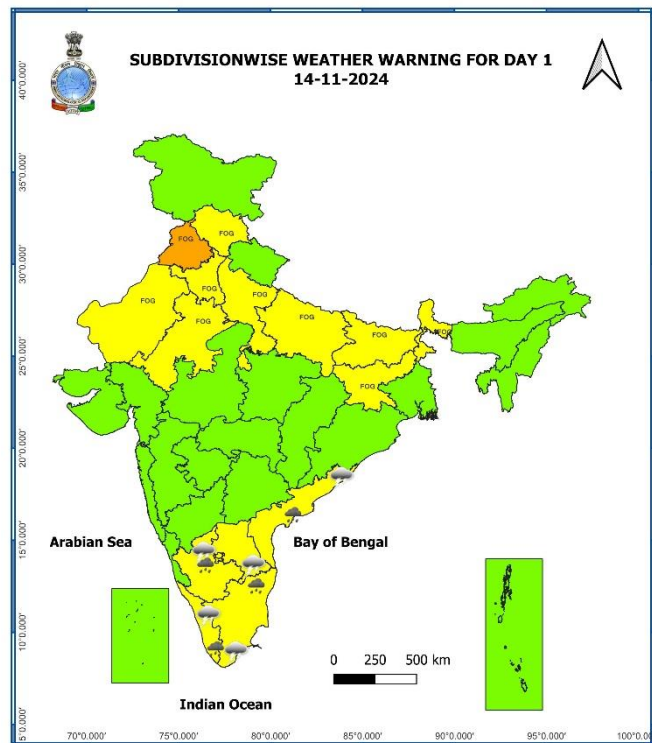 SUBDIVISIONWISE WEATHER WARNING FOR DAY 1
14-11-2024
40°0.000'
35°0.000'
30°0.000'
25°0.000'
20°0.000'
15°0.000'
10°0.000'
5°0.000'
FOG
FOG
FOG
FOG
FOG
FOG
FOG
FOG
FOG
FOG
Arabian Sea
Bay of Bengal
0 250 500 km
Indian Ocean
70°0.000' 75°0.000' 80°0.000' 85°0.000' 90°0.000' 95°0.000' 100°0.000'